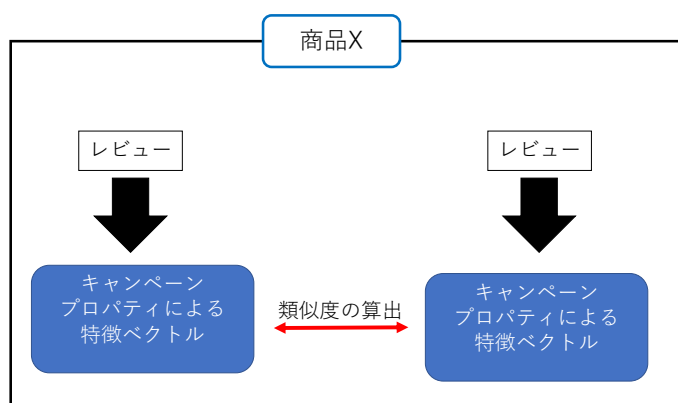 商品X
レビュー
レビュー
キャンペーン
プロパティによる
特徴ベクトル
類似度の算出
キャンペーン
プロパティによる
特徴ベクトル